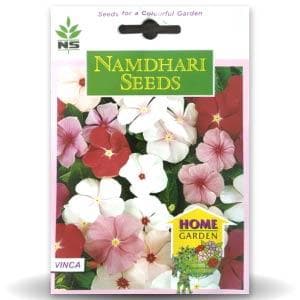 Seeds for a Colourful Garden
NS
NAMDHARI
SEEDS
HOME
GARDEN
VINCA